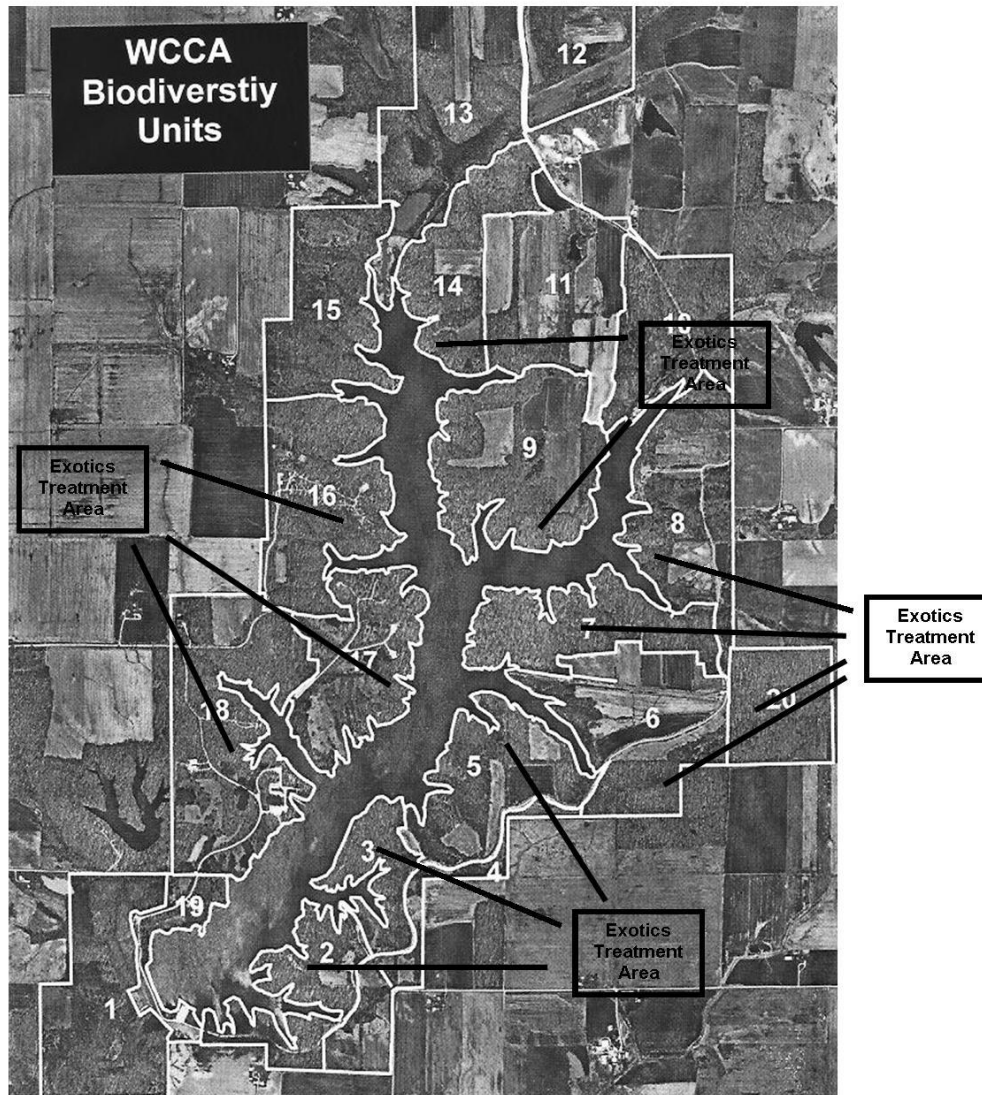 WCCA
Biodiverstiy
Units
12
13
14
11
15
10
Exotics
Treatment
Area
9
Exotics
Treatment
Area
16
8
Exotics
Treatment
Area
7
17
18
6
20
5
3
4
19
Exotics
Treatment
Area
2
1